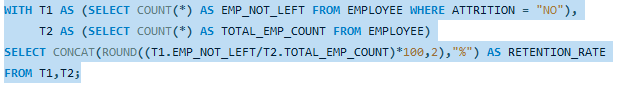 WITH T1 AS (SELECT COUNT(*) AS EMP_NOT_LEFT FROM EMPLOYEE WHERE ATTRITION = "NO"),
T2 AS (SELECT COUNT(*) AS TOTAL_EMP_COUNT FROM EMPLOYEE)
SELECT CONCAT(ROUND((T1.EMP_NOT_LEFT/T2.TOTAL_EMP_COUNT)*100,2),"%") AS RETENTION_RATE
FROM T1,T2;